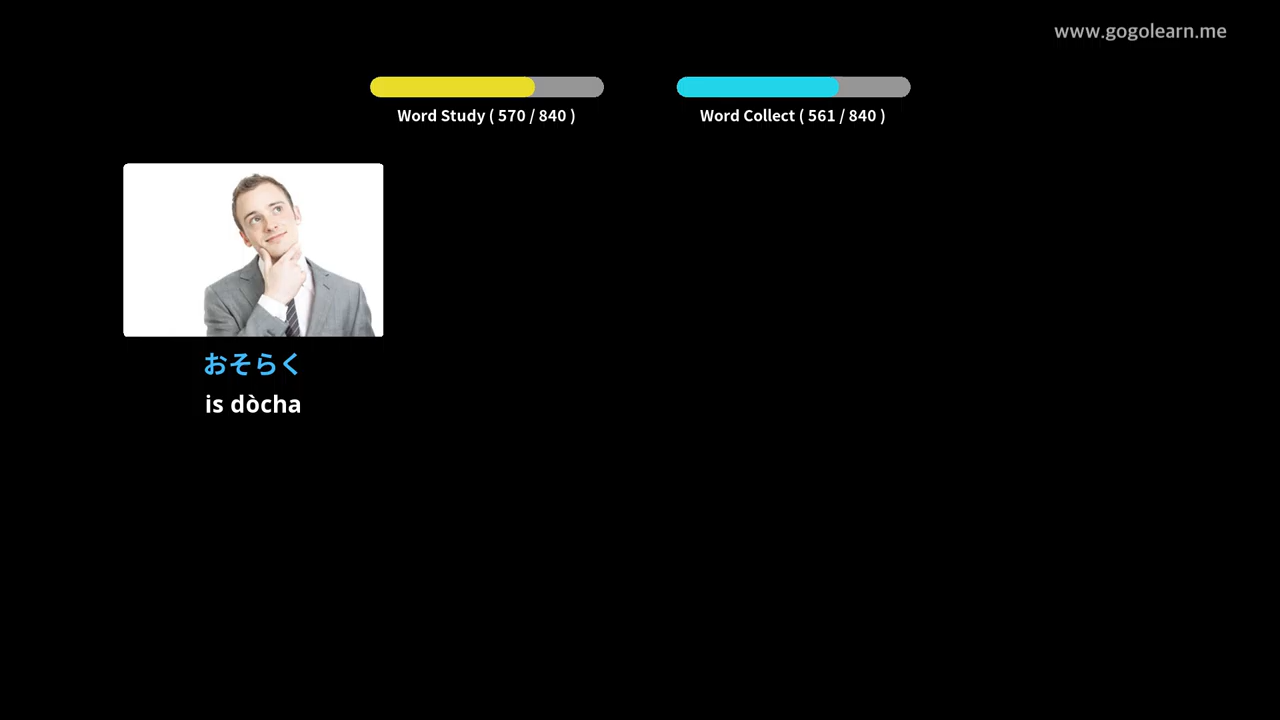 www.gogolearn.me
Word Study ( 570 / 840 )
Word Collect ( 561 / 840 )
おそらく
is dòcha